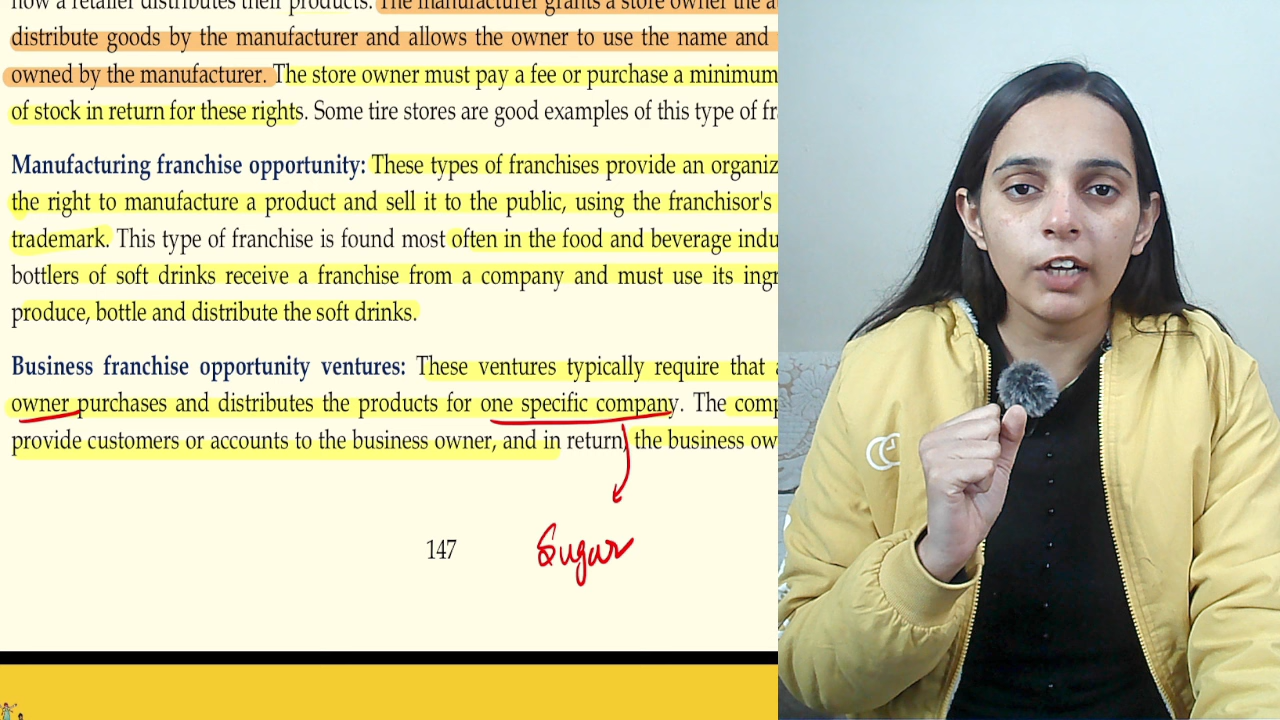 how a retailer distributes their products. The manufacturer grants a store owner the
distribute goods by the manufacturer and allows the owner to use the name and
owned by the manufacturer. The store owner must pay a fee or purchase a minimum
of stock in return for these rights. Some tire stores are good examples of this type of
Manufacturing franchise opportunity: These types of franchises provide an
the right to manufacture a product and sell it to the public, using the franchisor's
trademark. This type of franchise is found most often in the food and beverage
bottlers of soft drinks receive a franchise from a company and must use its
produce, bottle and distribute the soft drinks.
Business franchise opportunity ventures: These ventures typically require that
owner purchases and distributes the products for one specific company. The
provide customers or accounts to the business owner, and in return, the business
147
Sugar